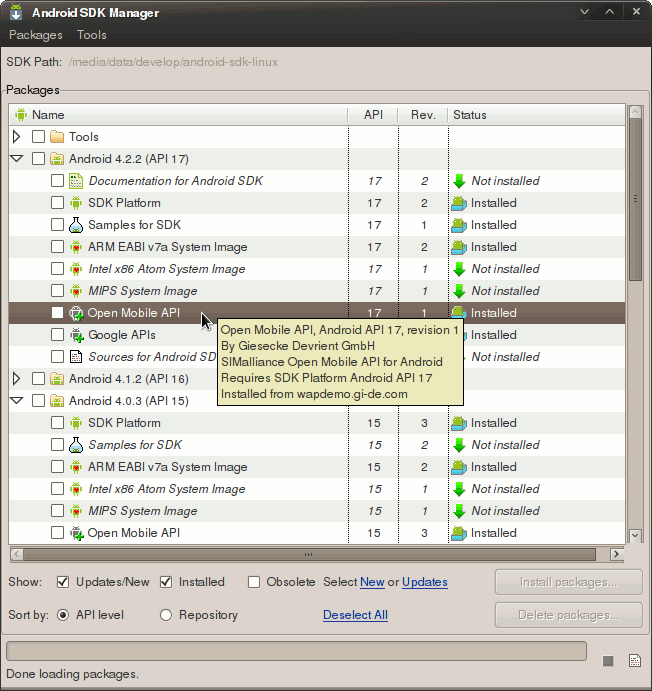 Android SDK Manager
Packages Tools
SDK Path: /media/data/develop/android-sdk-linux
Packages
Name API Rev. Status
Tools
Android 4.2.2 (API 17)
Documentation for Android SDK 17 2 Not installed
SDK Platform 17 2 Installed
Samples for SDK 17 1 Installed
ARM EABI v7a System Image 17 2 Installed
Intel x86 Atom System Image 17 1 Not installed
MIPS System Image 17 1 Not installed
Open Mobile API 17 1 Installed
Google APIs Installed
Sources for Android SD Not installed
Open Mobile API, Android API 17, revision 1
By Giesecke Devrient GmbH
SIMalliance Open Mobile API for Android
Requires SDK Platform Android API 17
Installed from wapdemo.gi-de.com
Android 4.1.2 (API 16)
Android 4.0.3 (API 15)
SDK Platform 15 3 Installed
Samples for SDK 15 2 Not installed
ARM EABI v7a System Image 15 2 Installed
Intel x86 Atom System Image 15 1 Not installed
MIPS System Image 15 1 Not installed
Open Mobile API 15 3 Installed
Show: Updates/New Installed Obsolete Select New or Updates Install packages...
Sort by: API level Repository Deselect All Delete packages...
Done loading packages.